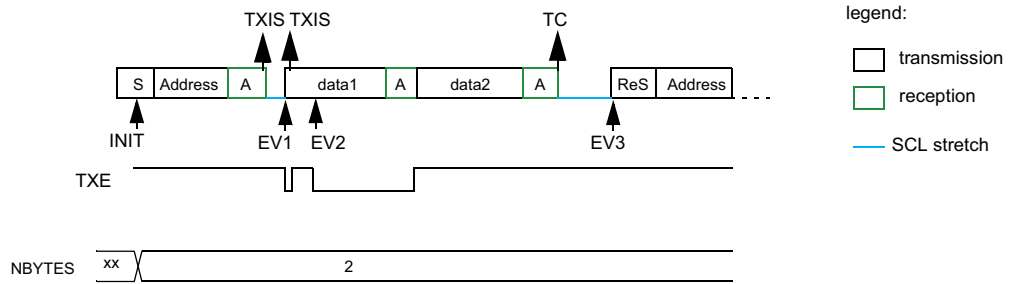 TXIS TXIS TC
legend:
transmission
S Address A data1 A data2 A ReS Address
reception
INIT EV1 EV2 EV3
SCL stretch
TXE
NBYTES xx 2